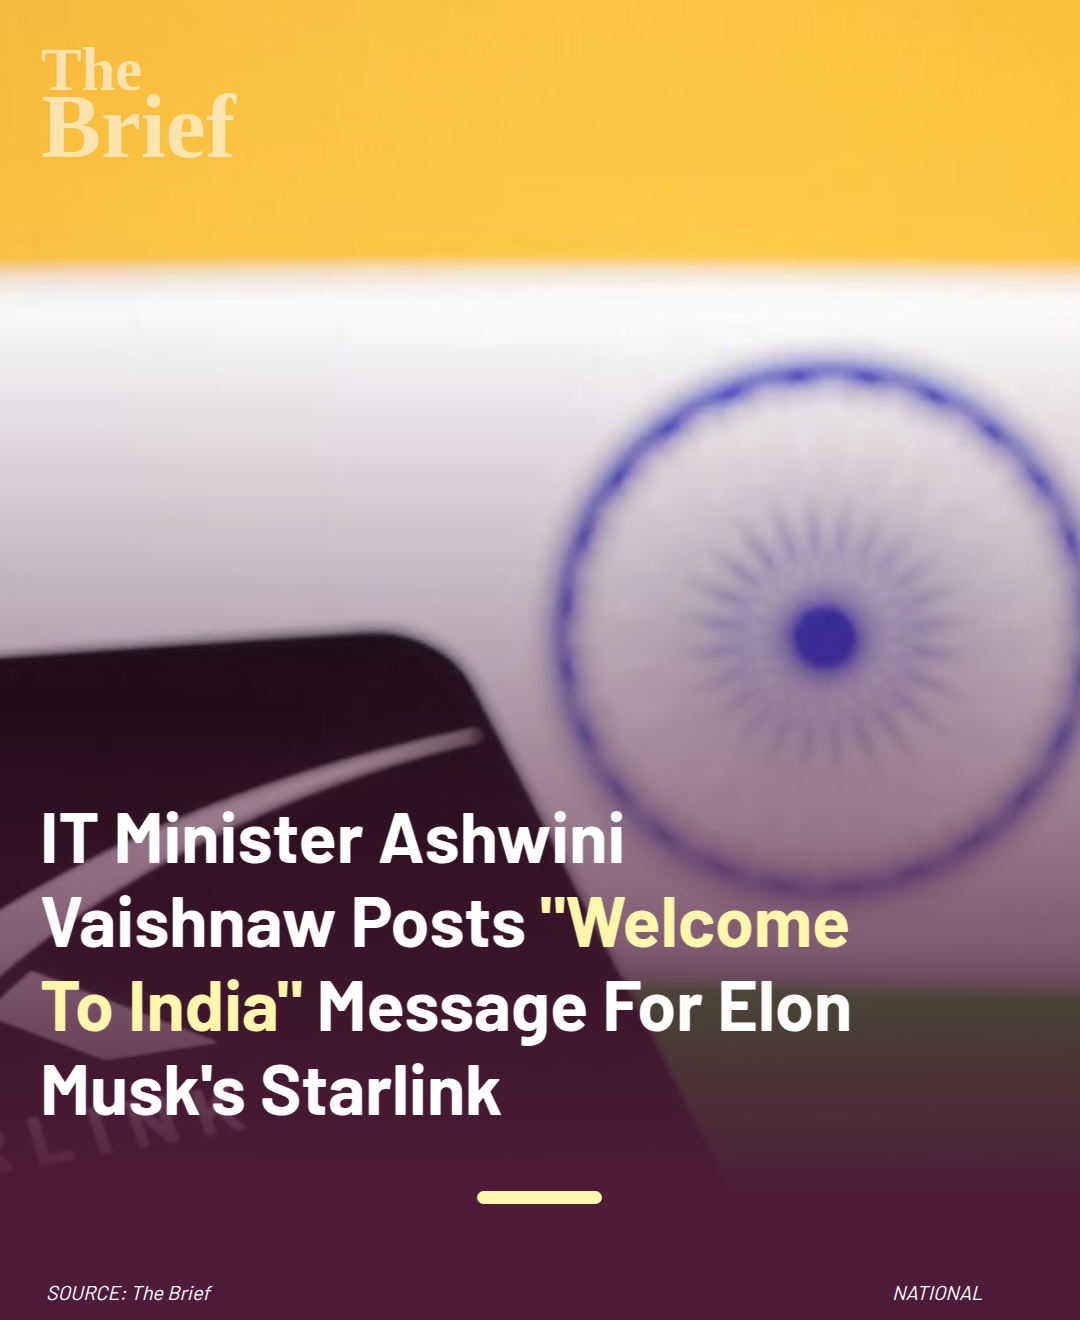 The
Brief
IT Minister Ashwini
Vaishnaw Posts "Welcome
To India" Message For Elon
Musk's Starlink
RLINK
SOURCE: The Brief
NATIONAL